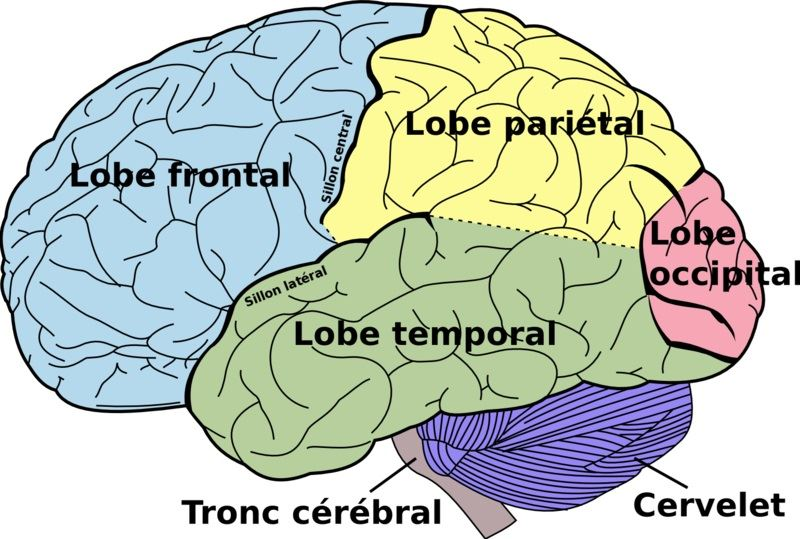 Lobe pariétal
Sillon central
Lobe frontal
Lobe
occipital
Sillon latéral
Lobe temporal
Tronc cérébral
Cervelet